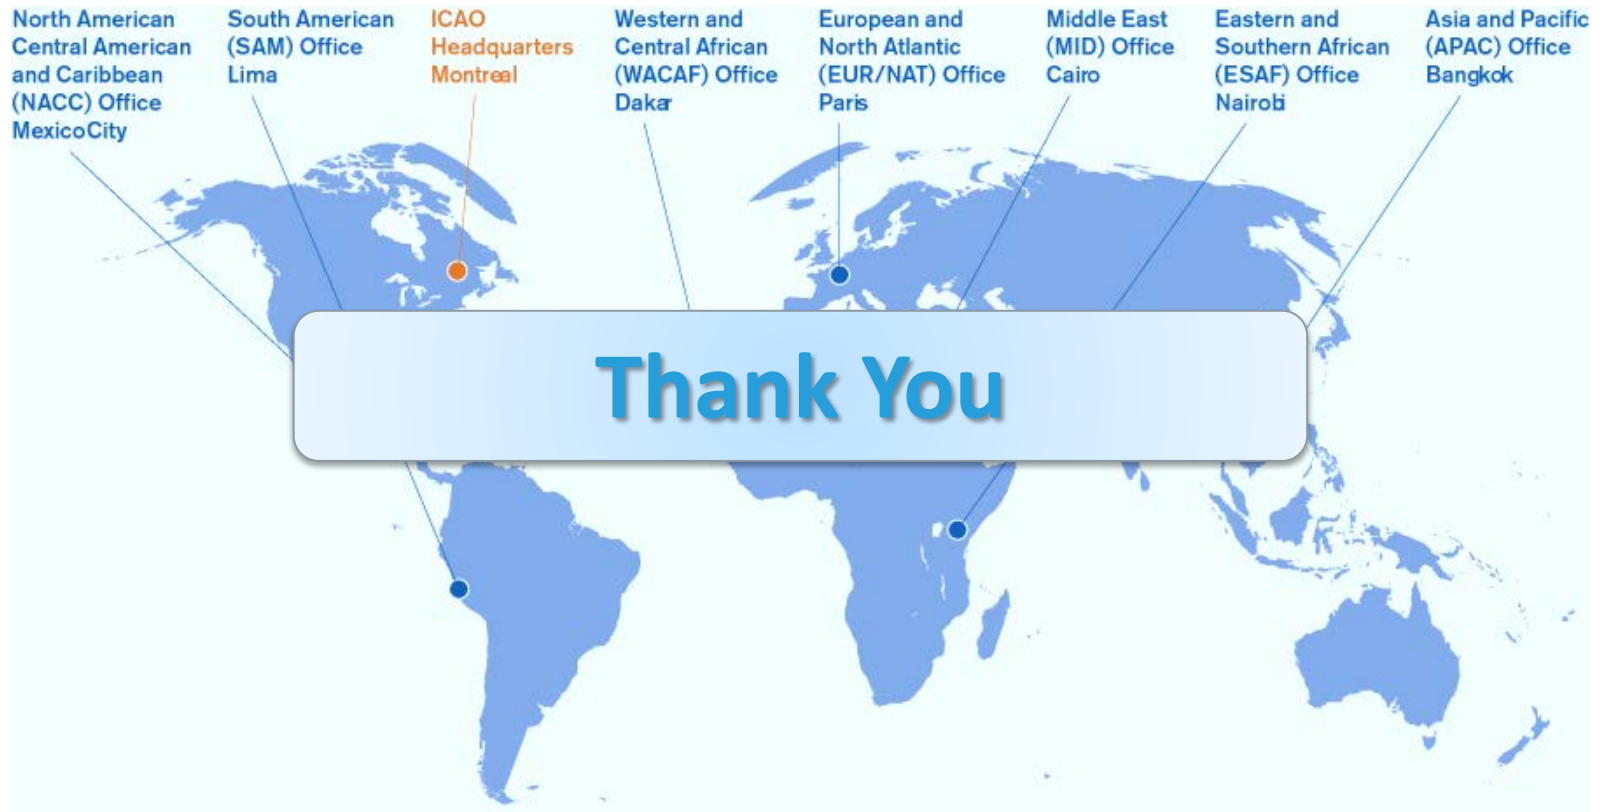 North American
Central American
and Caribbean
(NACC) Office
MexicoCity
South American
(SAM) Office
Lima
ICAO
Headquarters
Montreal
Western and
Central African
(WACAF) Office
Dakar
European and
North Atlantic
(EUR/NAT) Office
Paris
Middle East
(MID) Office
Cairo
Eastern and
Southern African
(ESAF) Office
Nairobi
Asia and Pacific
(APAC) Office
Bangkok
Thank You